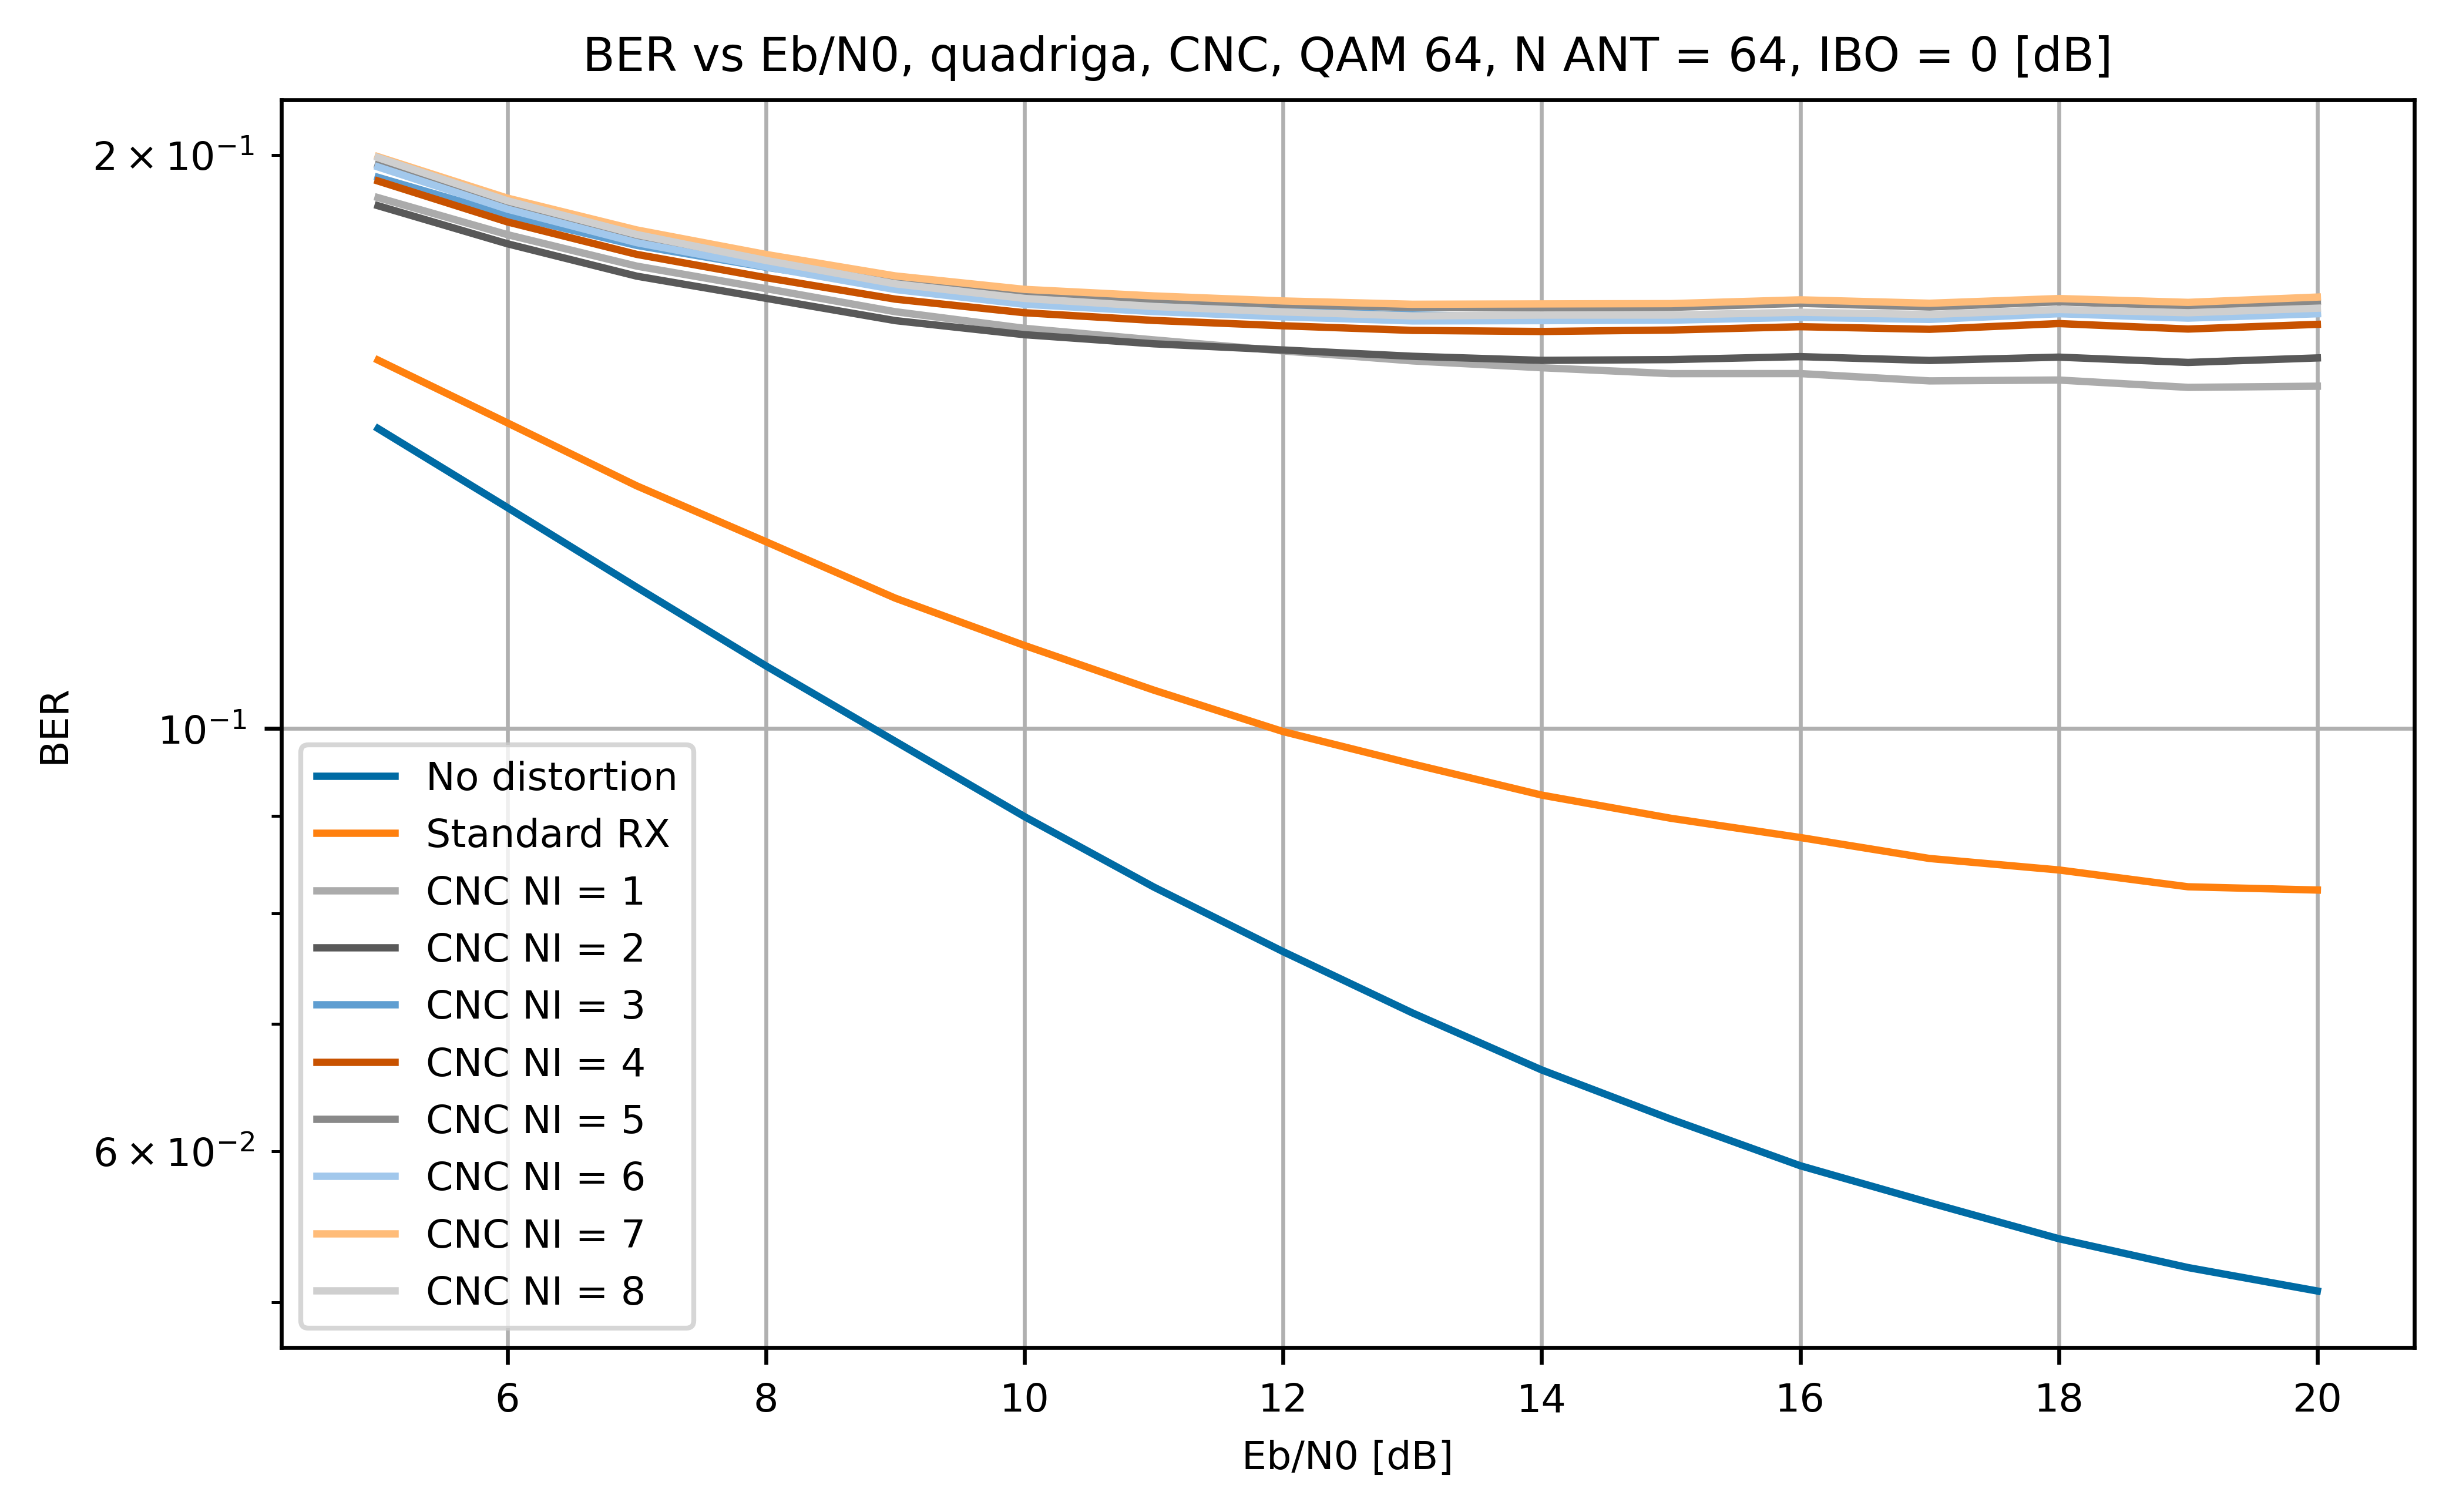 BER vs Eb/N0, quadriga, CNC, QAM 64, N ANT = 64, IBO = 0 [dB]
2 × 10⁻¹
10⁻¹
6 × 10⁻²
BER
No distortion
Standard RX
CNC NI = 1
CNC NI = 2
CNC NI = 3
CNC NI = 4
CNC NI = 5
CNC NI = 6
CNC NI = 7
CNC NI = 8
6 8 10 12 14 16 18 20
Eb/N0 [dB]